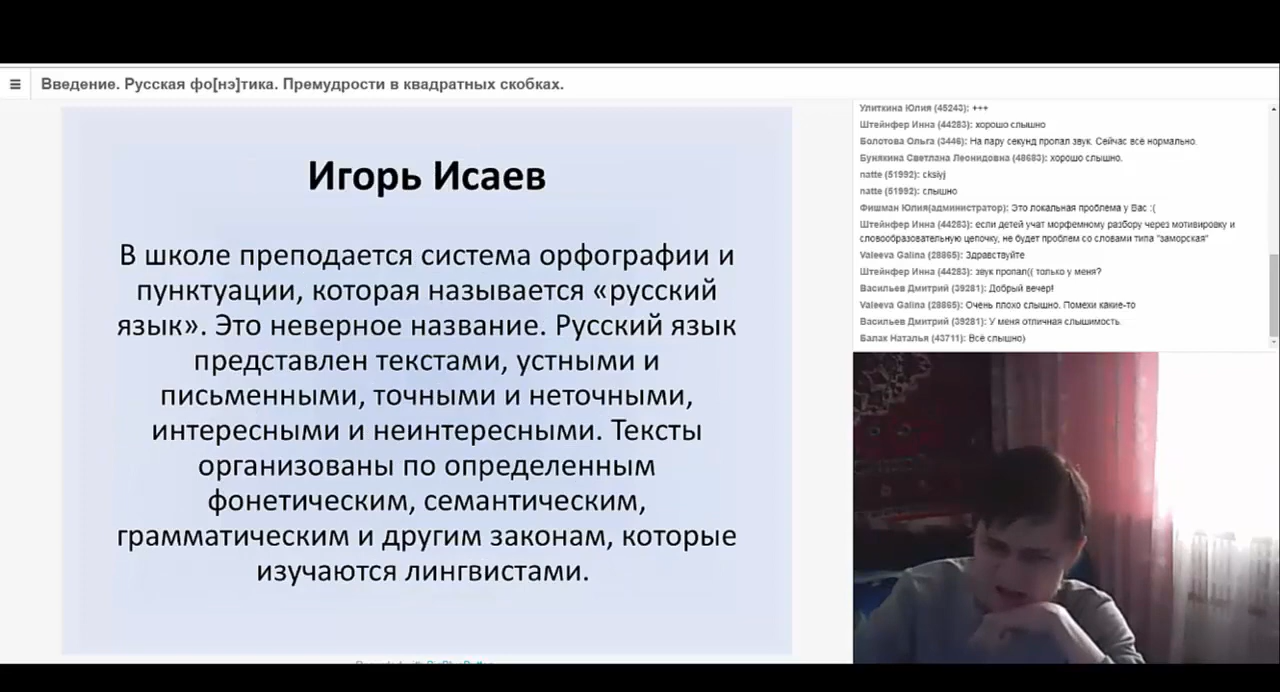 Введение. Русская фо[нэ]тика. Премудрости в квадратных скобках.
Игорь Исаев
В школе преподается система орфографии и
пунктуации, которая называется «русский
язык». Это неверное название. Русский язык
представлен текстами, устными и
письменными, точными и неточными,
интересными и неинтересными. Тексты
организованы по определенным
фонетическим, семантическим,
грамматическим и другим законам, которые
изучаются лингвистами.
Улиткина Юлия (45243): +++
Штейнфер Инна (44283): хорошо слышно
Болотова Ольга (3446): На пару секунд пропал звук. Сейчас всё нормально.
Бунякина Светлана Леонидовна (48683): хорошо слышно.
natte (51992): cksiyj
natte (51992): слышно
Фишман Юлия(администратор): Это локальная проблема у Вас :(
Штейнфер Инна (44283): если детей учат морфемному разбору через мотивировку и
словообразовательную цепочку, не будет проблем со словами типа "заморская"
Valeeva Galina (28865): Здравствуйте
Штейнфер Инна (44283): звук пропал(( только у меня?
Васильев Дмитрий (39281): Добрый вечер!
Valeeva Galina (28865): Очень плохо слышно. Помехи какие-то
Васильев Дмитрий (39281): У меня отличная слышимость.
Балак Наталья (43711): Всё слышно)